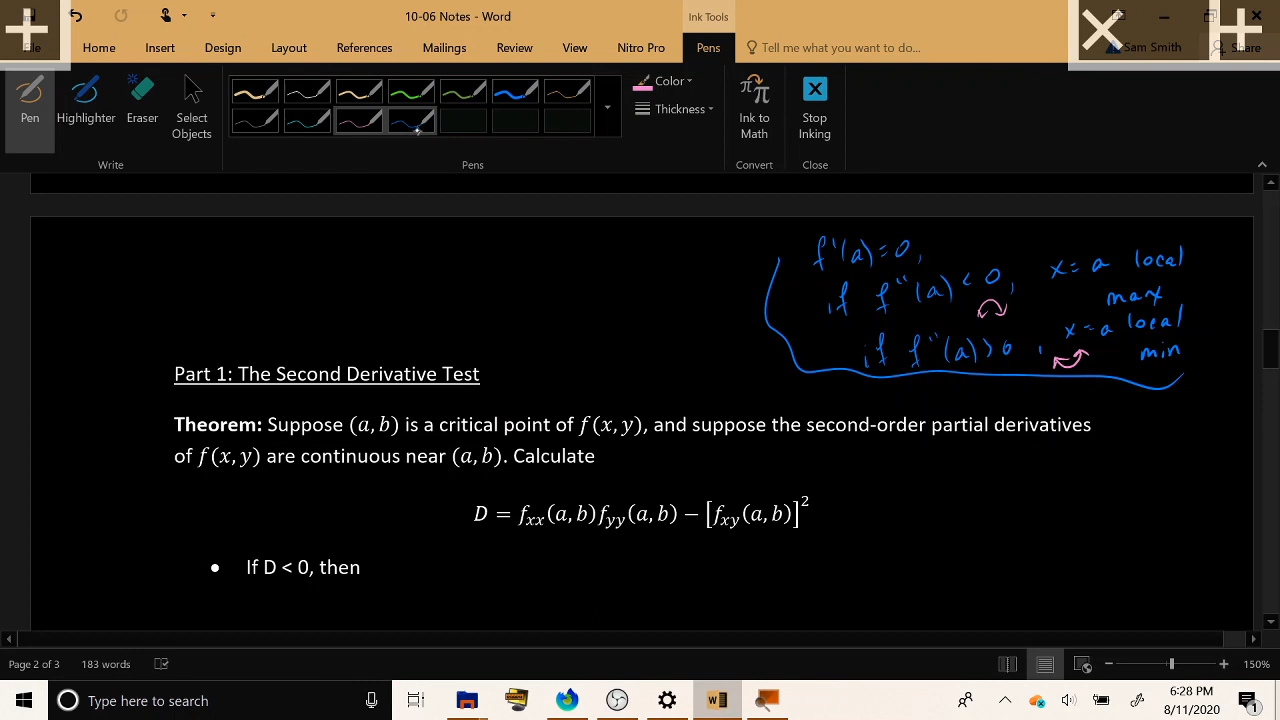 10-06 Notes - Word
Ink Tools
File Home Insert Design Layout References Mailings Review View Nitro Pro Pens Tell me what you want to do... Sam Smith Share
Pen Highlighter Eraser Select Objects
Color
Thickness
Ink to Math
Stop Inking
Write Pens Convert Close
f'(a)=0,
if f''(a) < 0, x=a local max
if f''(a) > 0, x=a local min
Part 1: The Second Derivative Test
Theorem: Suppose (a, b) is a critical point of f(x, y), and suppose the second-order partial derivatives
of f(x, y) are continuous near (a, b). Calculate
D = fₓₓ(a, b)f_yy(a, b) − [f_xy(a, b)]²
• If D < 0, then
Page 2 of 3 183 words 150%
Type here to search
6:28 PM
8/11/2020
1